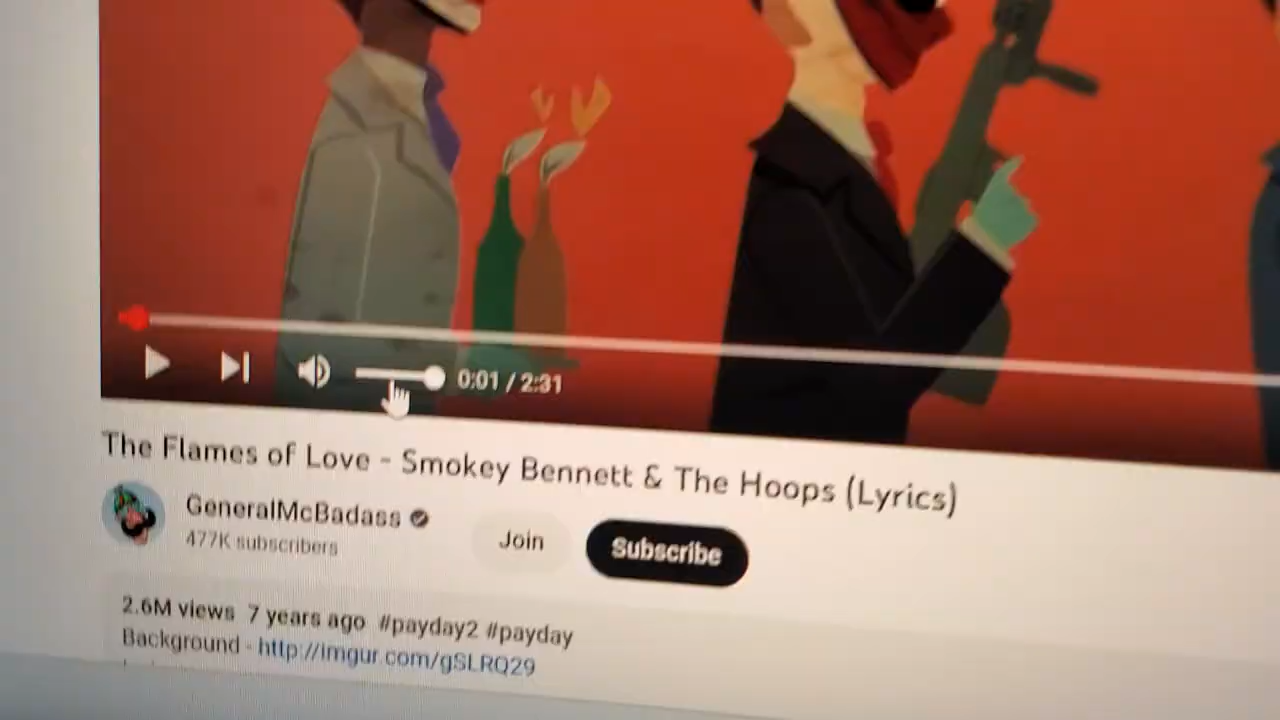 0:01 / 2:31
The Flames of Love - Smokey Bennett & The Hoops (Lyrics)
GeneralMcBadass
477K subscribers
Join
Subscribe
2.6M views 7 years ago #payday2 #payday
Background - http://imgur.com/gSLRQ29